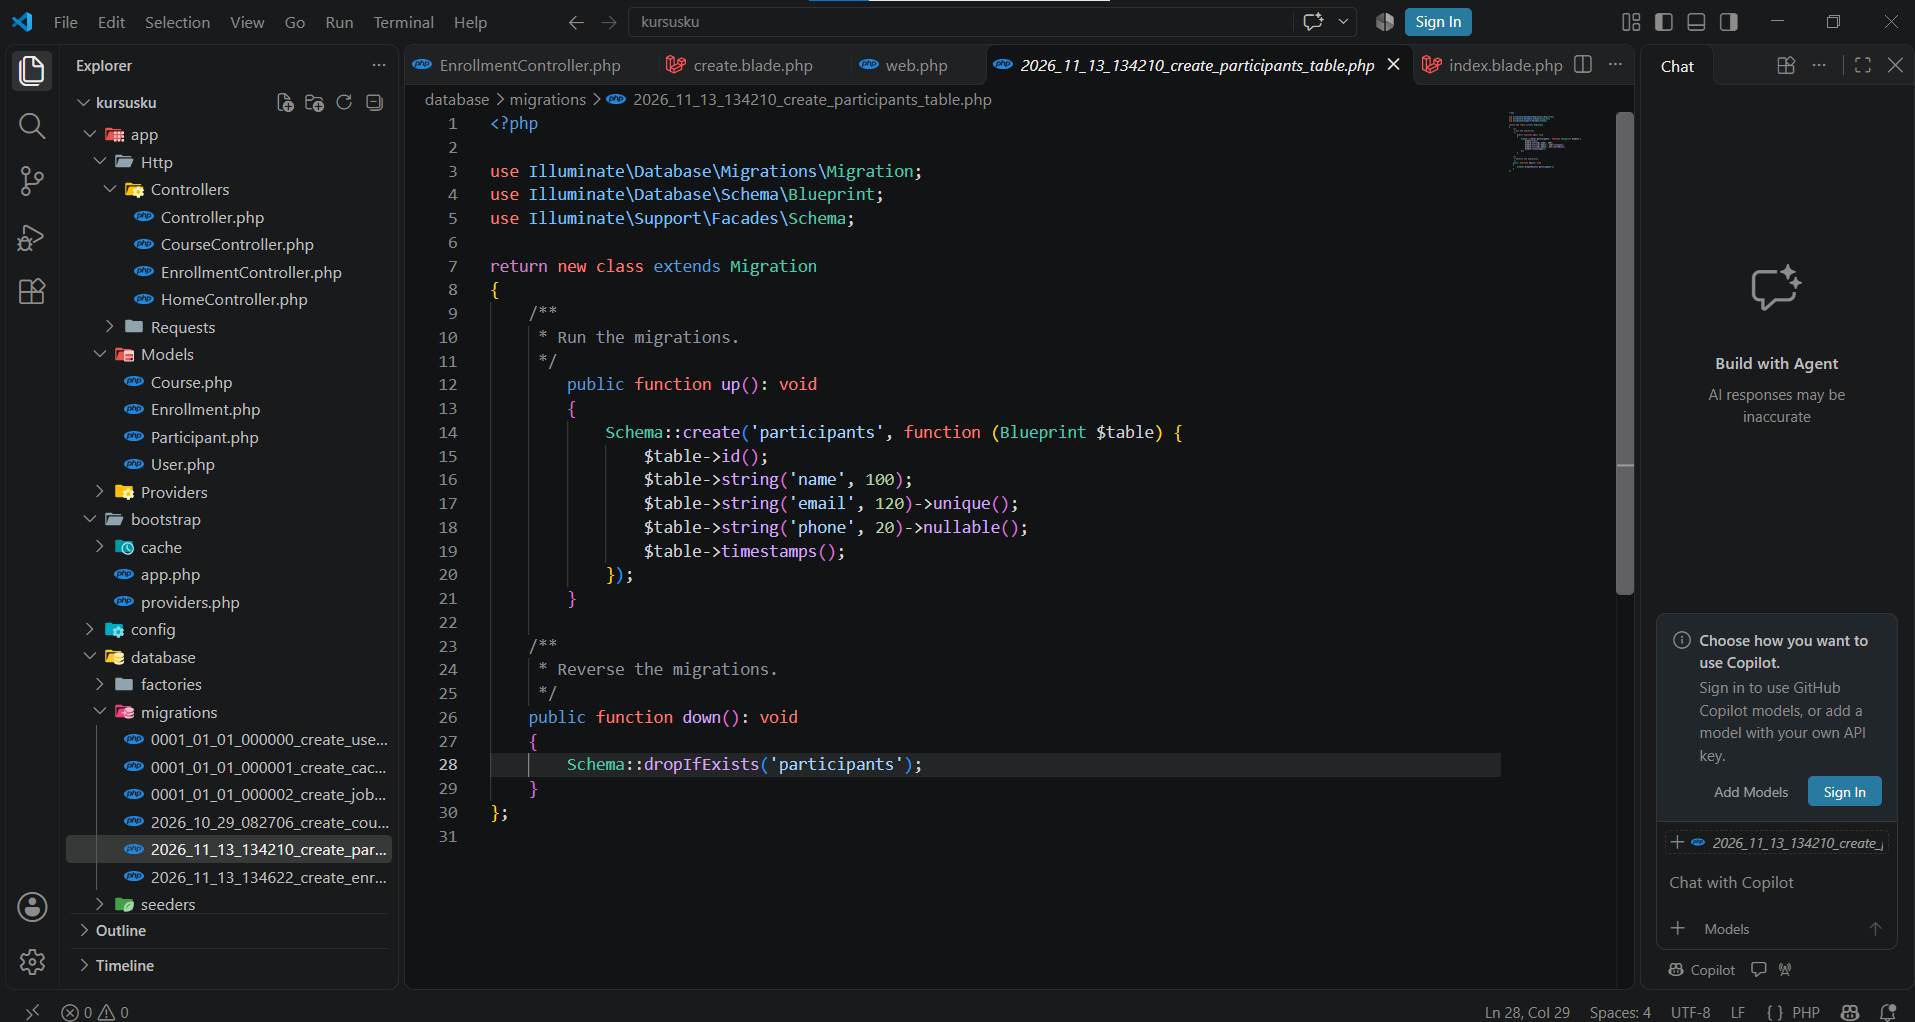 File Edit Selection View Go Run Terminal Help
kursusku
Sign In
Explorer
kursusku
app
Http
Controllers
Controller.php
CourseController.php
EnrollmentController.php
HomeController.php
Requests
Models
Course.php
Enrollment.php
Participant.php
User.php
Providers
bootstrap
cache
app.php
providers.php
config
database
factories
migrations
0001_01_01_000000_create_use...
0001_01_01_000001_create_cac...
0001_01_01_000002_create_job...
2026_10_29_082706_create_cou...
2026_11_13_134210_create_par...
2026_11_13_134622_create_enr...
seeders
Outline
Timeline
EnrollmentController.php create.blade.php web.php 2026_11_13_134210_create_participants_table.php index.blade.php
database > migrations > 2026_11_13_134210_create_participants_table.php
1 <?php
2
3 use Illuminate\Database\Migrations\Migration;
4 use Illuminate\Database\Schema\Blueprint;
5 use Illuminate\Support\Facades\Schema;
6
7 return new class extends Migration
8 {
9 /**
10 * Run the migrations.
11 */
12 public function up(): void
13 {
14 Schema::create('participants', function (Blueprint $table) {
15 $table->id();
16 $table->string('name', 100);
17 $table->string('email', 120)->unique();
18 $table->string('phone', 20)->nullable();
19 $table->timestamps();
20 });
21 }
22
23 /**
24 * Reverse the migrations.
25 */
26 public function down(): void
27 {
28 Schema::dropIfExists('participants');
29 }
30 };
31
Chat
Build with Agent
AI responses may be
inaccurate
Choose how you want to
use Copilot.
Sign in to use GitHub
Copilot models, or add a
model with your own API
key.
Add Models Sign In
2026_11_13_134210_create_
Chat with Copilot
Models
Copilot
0 0
Ln 28, Col 29 Spaces: 4 UTF-8 LF { } PHP